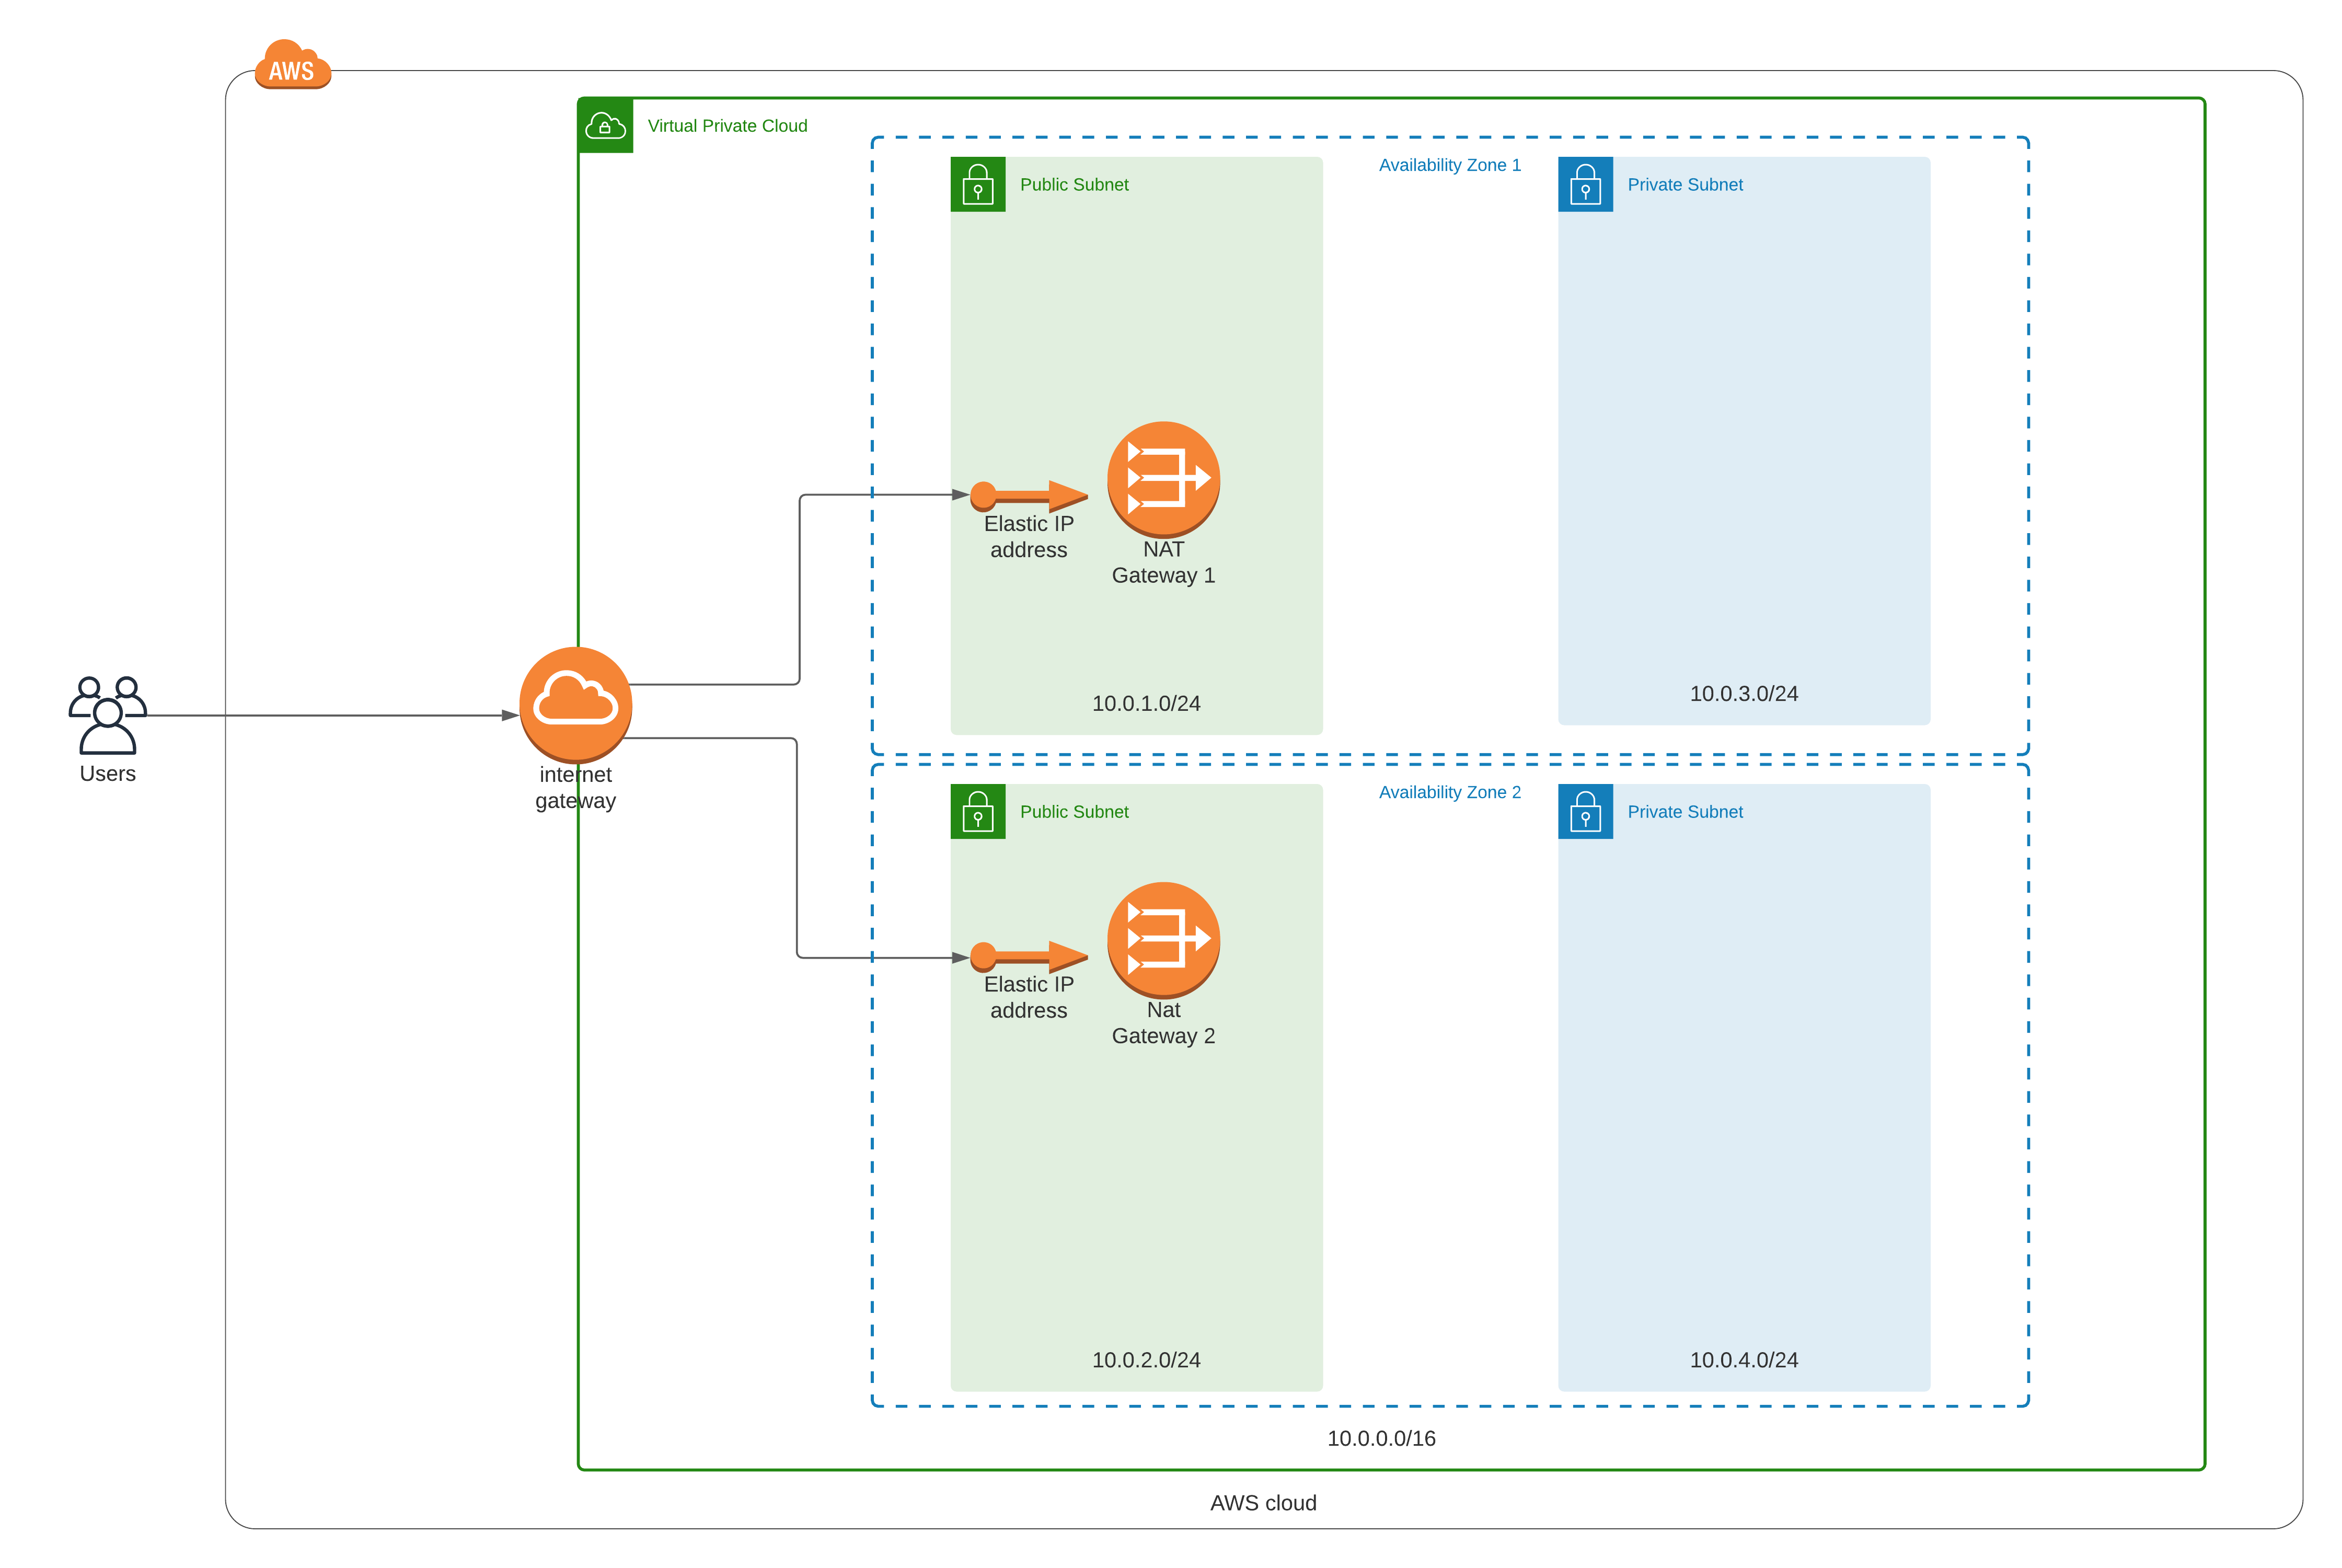 AWS
Virtual Private Cloud
Availability Zone 1
Public Subnet
Private Subnet
Elastic IP
address
NAT
Gateway 1
10.0.1.0/24
10.0.3.0/24
Users
internet
gateway
Availability Zone 2
Public Subnet
Private Subnet
Elastic IP
address
Nat
Gateway 2
10.0.2.0/24
10.0.4.0/24
10.0.0.0/16
AWS cloud